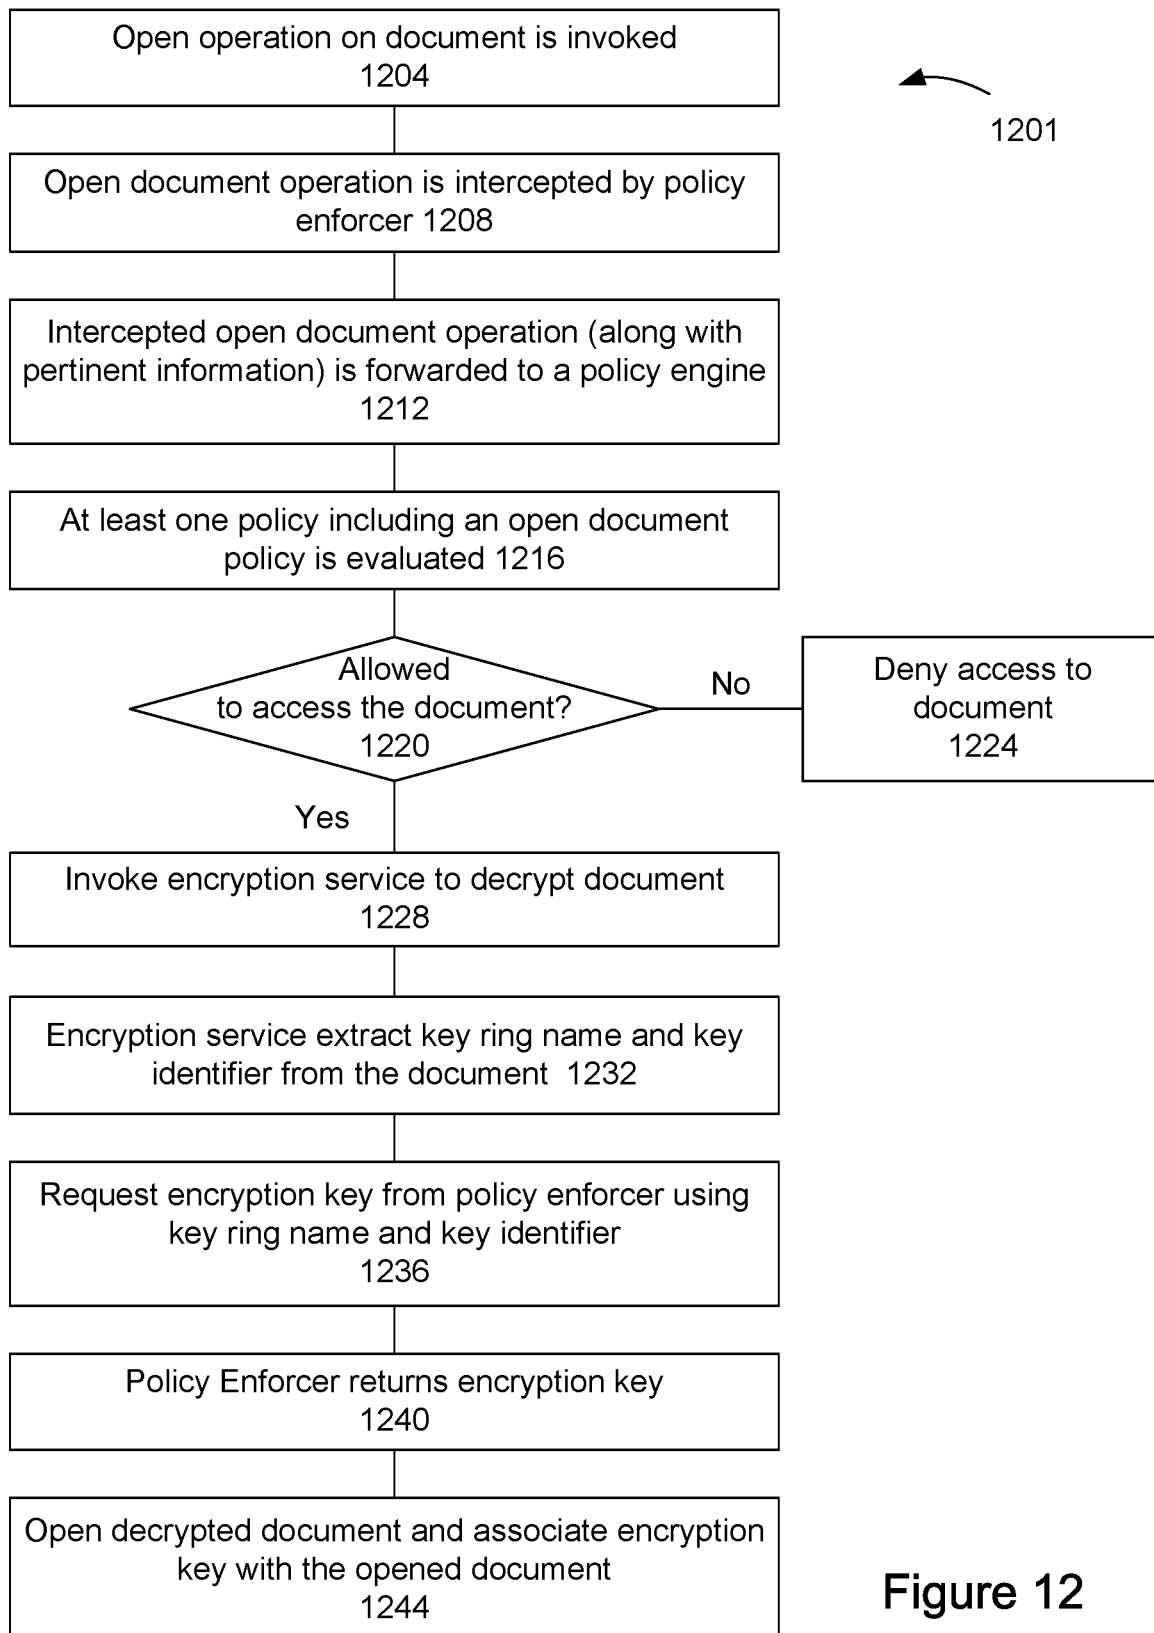 Open operation on document is invoked
1204
1201
Open document operation is intercepted by policy
enforcer 1208
Intercepted open document operation (along with
pertinent information) is forwarded to a policy engine
1212
At least one policy including an open document
policy is evaluated 1216
Allowed
to access the document?
1220
No
Deny access to
document
1224
Yes
Invoke encryption service to decrypt document
1228
Encryption service extract key ring name and key
identifier from the document 1232
Request encryption key from policy enforcer using
key ring name and key identifier
1236
Policy Enforcer returns encryption key
1240
Open decrypted document and associate encryption
key with the opened document
1244
Figure 12